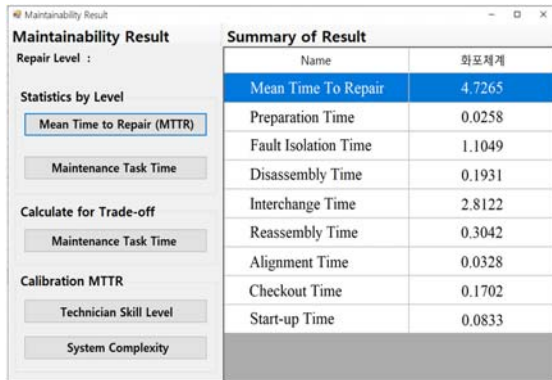 Maintainability Result
Maintainability Result
Repair Level :
Statistics by Level
Mean Time to Repair (MTTR)
Maintenance Task Time
Calculate for Trade-off
Maintenance Task Time
Calibration MTTR
Technician Skill Level
System Complexity
Summary of Result
Name 화포체계
Mean Time To Repair 4.7265
Preparation Time 0.0258
Fault Isolation Time 1.1049
Disassembly Time 0.1931
Interchange Time 2.8122
Reassembly Time 0.3042
Alignment Time 0.0328
Checkout Time 0.1702
Start-up Time 0.0833